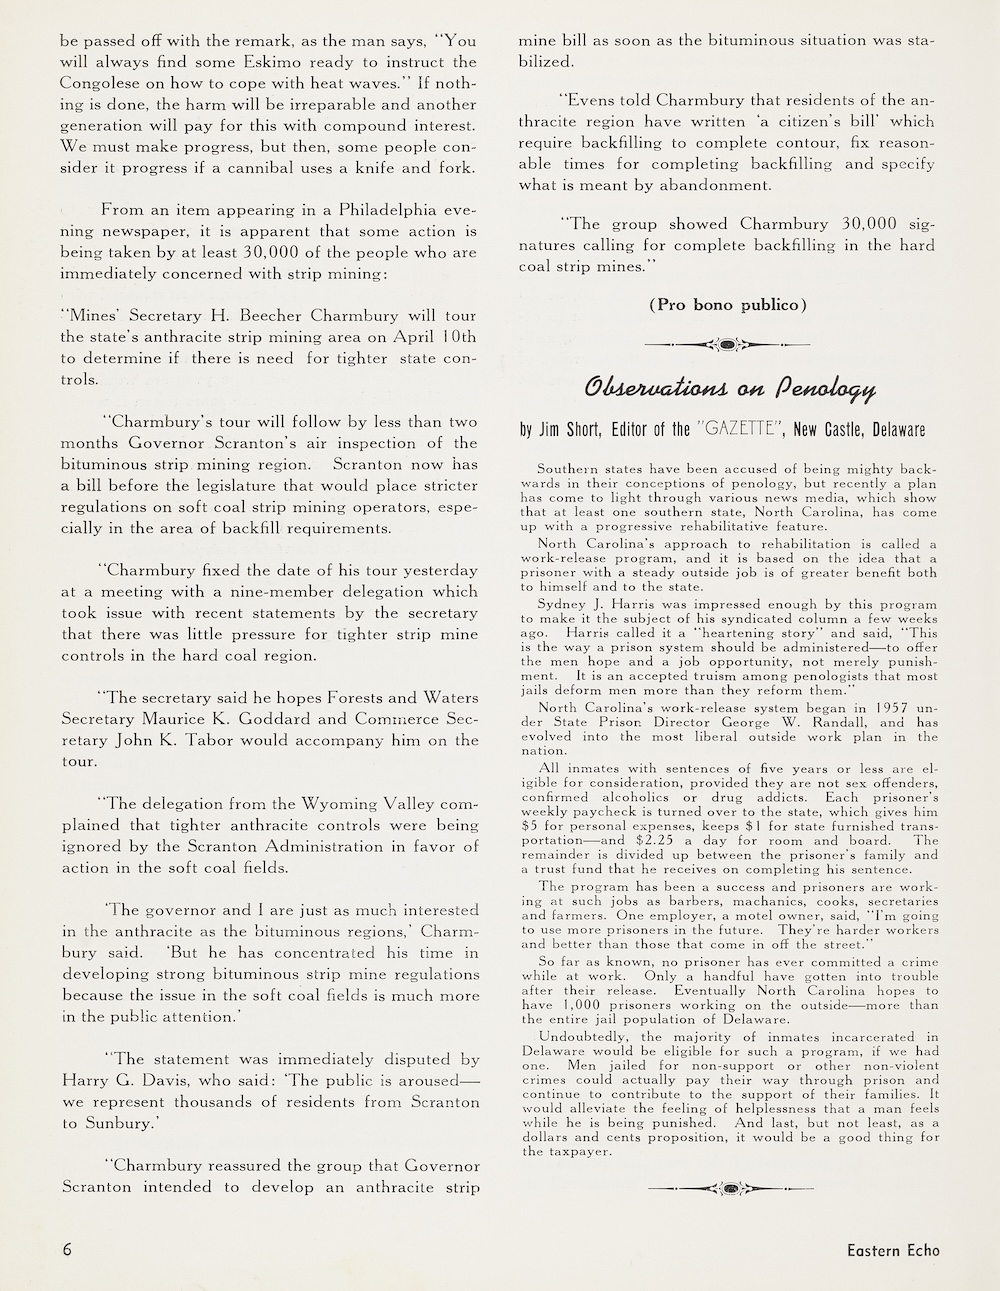 be passed off with the remark, as the man says, "You
will always find some Eskimo ready to instruct the
Congolese on how to cope with heat waves." If noth-
ing is done, the harm will be irreparable and another
generation will pay for this with compound interest.
We must make progress, but then, some people con-
sider it progress if a cannibal uses a knife and fork.
From an item appearing in a Philadelphia eve-
ning newspaper, it is apparent that some action is
being taken by at least 30,000 of the people who are
immediately concerned with strip mining:
"Mines' Secretary H. Beecher Charmbury will tour
the state's anthracite strip mining area on April 10th
to determine if there is need for tighter state con-
trols.
"Charmbury's tour will follow by less than two
months Governor Scranton's air inspection of the
bituminous strip mining region. Scranton now has
a bill before the legislature that would place stricter
regulations on soft coal strip mining operators, espe-
cially in the area of backfill requirements.
"Charmbury fixed the date of his tour yesterday
at a meeting with a nine-member delegation which
took issue with recent statements by the secretary
that there was little pressure for tighter strip mine
controls in the hard coal region.
"The secretary said he hopes Forests and Waters
Secretary Maurice K. Goddard and Commerce Sec-
retary John K. Tabor would accompany him on the
tour.
"The delegation from the Wyoming Valley com-
plained that tighter anthracite controls were being
ignored by the Scranton Administration in favor of
action in the soft coal fields.
'The governor and I are just as much interested
in the anthracite as the bituminous regions,' Charm-
bury said. 'But he has concentrated his time in
developing strong bituminous strip mine regulations
because the issue in the soft coal fields is much more
in the public attention.'
"The statement was immediately disputed by
Harry G. Davis, who said: 'The public is aroused—
we represent thousands of residents from Scranton
to Sunbury.'
"Charmbury reassured the group that Governor
Scranton intended to develop an anthracite strip
mine bill as soon as the bituminous situation was sta-
bilized.
"Evens told Charmbury that residents of the an-
thracite region have written 'a citizen's bill' which
require backfilling to complete contour, fix reason-
able times for completing backfilling and specify
what is meant by abandonment.
"The group showed Charmbury 30,000 sig-
natures calling for complete backfilling in the hard
coal strip mines."
(Pro bono publico)
Observations on Penology
by Jim Short, Editor of the "GAZETTE", New Castle, Delaware
Southern states have been accused of being mighty back-
wards in their conceptions of penology, but recently a plan
has come to light through various news media, which show
that at least one southern state, North Carolina, has come
up with a progressive rehabilitative feature.
North Carolina's approach to rehabilitation is called a
work-release program, and it is based on the idea that a
prisoner with a steady outside job is of greater benefit both
to himself and to the state.
Sydney J. Harris was impressed enough by this program
to make it the subject of his syndicated column a few weeks
ago. Harris called it a "heartening story" and said, "This
is the way a prison system should be administered—to offer
the men hope and a job opportunity, not merely punish-
ment. It is an accepted truism among penologists that most
jails deform men more than they reform them."
North Carolina's work-release system began in 1957 un-
der State Prison Director George W. Randall, and has
evolved into the most liberal outside work plan in the
nation.
All inmates with sentences of five years or less are el-
igible for consideration, provided they are not sex offenders,
confirmed alcoholics or drug addicts. Each prisoner's
weekly paycheck is turned over to the state, which gives him
$5 for personal expenses, keeps $1 for state furnished trans-
portation—and $2.25 a day for room and board. The
remainder is divided up between the prisoner's family and
a trust fund that he receives on completing his sentence.
The program has been a success and prisoners are work-
ing at such jobs as barbers, machanics, cooks, secretaries
and farmers. One employer, a motel owner, said, "I'm going
to use more prisoners in the future. They're harder workers
and better than those that come in off the street."
So far as known, no prisoner has ever committed a crime
while at work. Only a handful have gotten into trouble
after their release. Eventually North Carolina hopes to
have 1,000 prisoners working on the outside—more than
the entire jail population of Delaware.
Undoubtedly, the majority of inmates incarcerated in
Delaware would be eligible for such a program, if we had
one. Men jailed for non-support or other non-violent
crimes could actually pay their way through prison and
continue to contribute to the support of their families. It
would alleviate the feeling of helplessness that a man feels
while he is being punished. And last, but not least, as a
dollars and cents proposition, it would be a good thing for
the taxpayer.
6
Eastern Echo